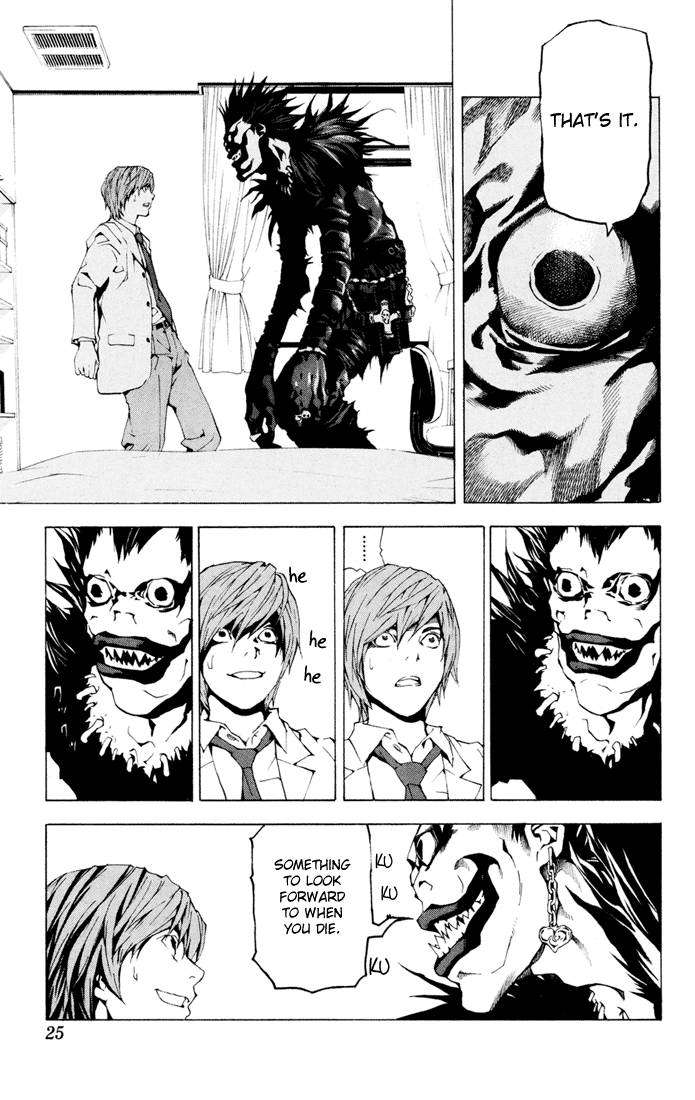 THAT'S IT.
………
he
he
he
KU
KU
KU
SOMETHING
TO LOOK
FORWARD
TO WHEN
YOU DIE.
25